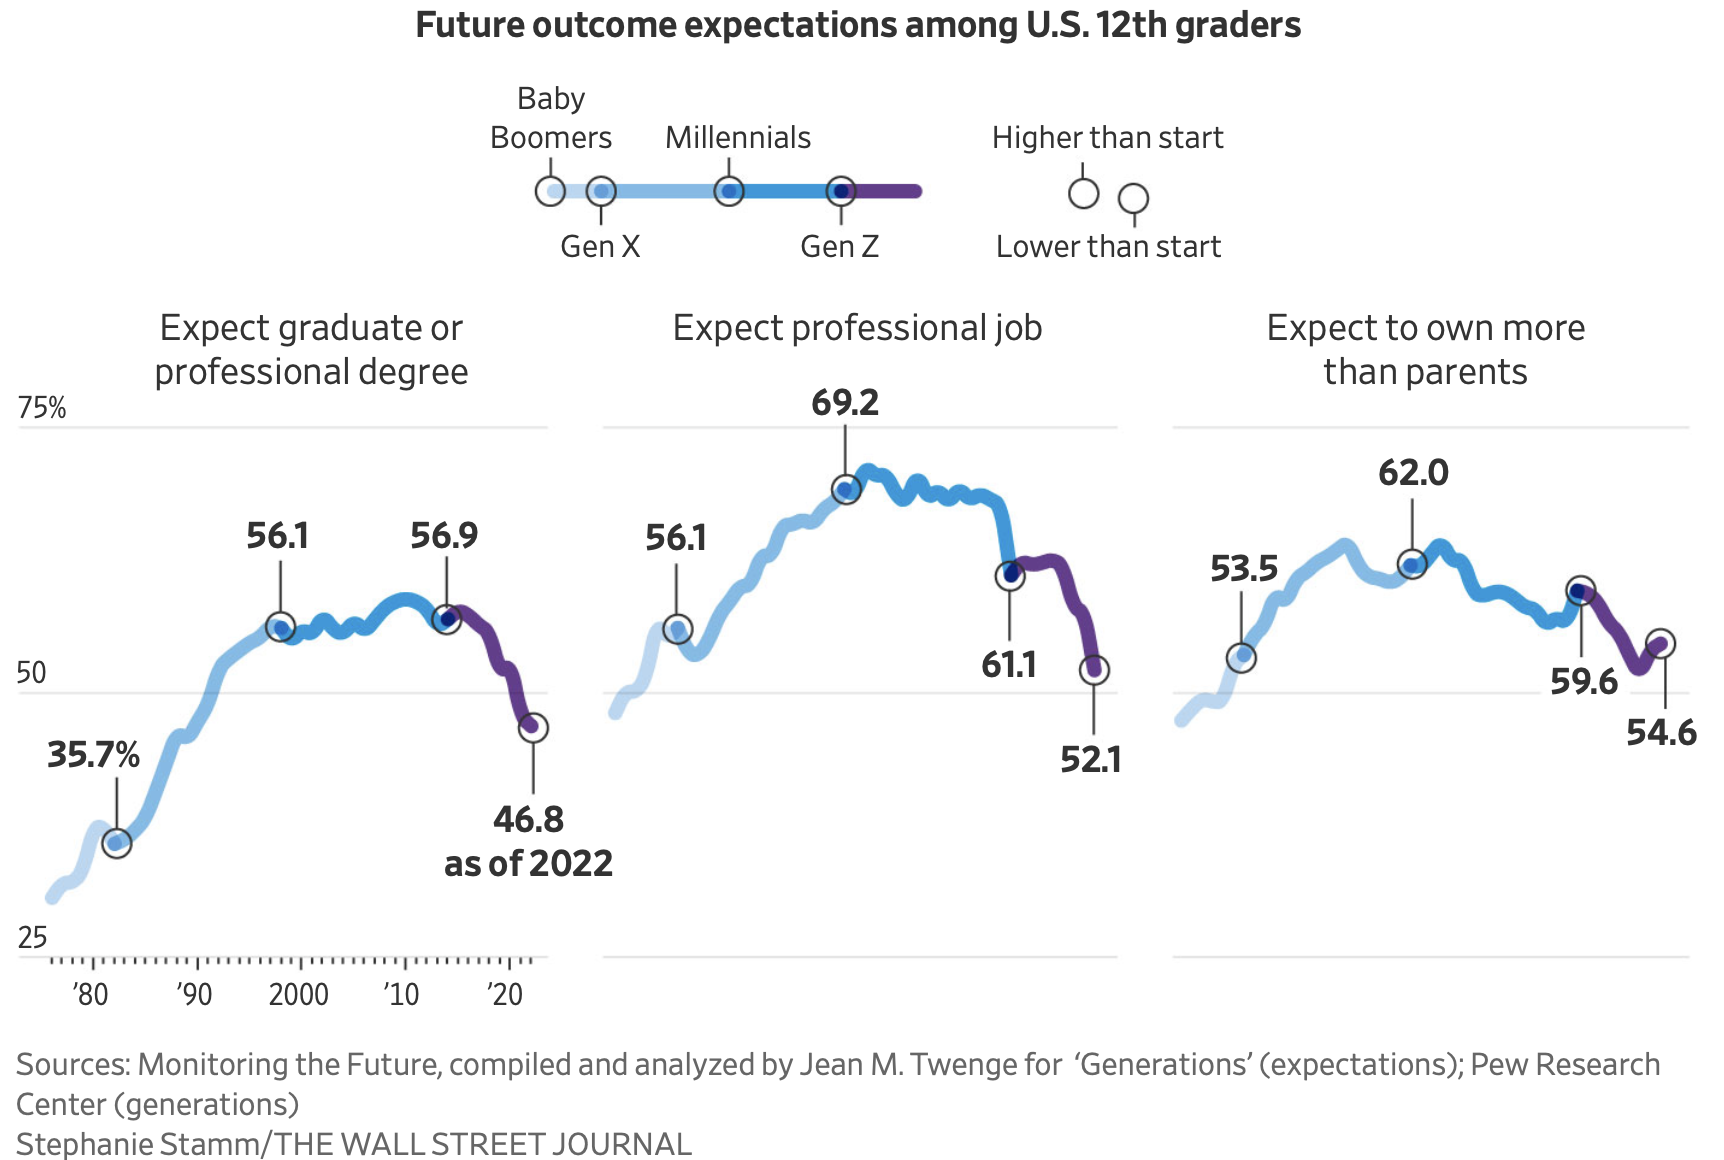 Future outcome expectations among U.S. 12th graders
Baby
Boomers
Millennials
Gen X
Gen Z
Higher than start
Lower than start
Expect graduate or
professional degree
75%
50
25
35.7%
56.1
56.9
46.8
as of 2022
’80
’90
2000
’10
’20
Expect professional job
56.1
69.2
61.1
52.1
Expect to own more
than parents
53.5
62.0
59.6
54.6
Sources: Monitoring the Future, compiled and analyzed by Jean M. Twenge for ‘Generations’ (expectations); Pew Research
Center (generations)
Stephanie Stamm/THE WALL STREET JOURNAL